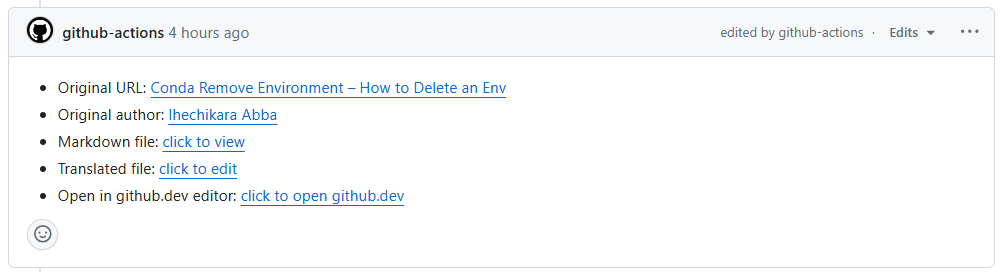 github-actions 4 hours ago edited by github-actions · Edits
Original URL: Conda Remove Environment – How to Delete an Env
Original author: Ihechikara Abba
Markdown file: click to view
Translated file: click to edit
Open in github.dev editor: click to open github.dev